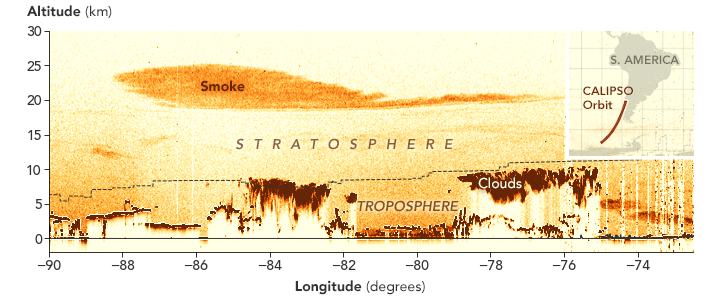 Altitude (km)
30
25
20
15
10
5
0
Smoke
S T R A T O S P H E R E
TROPOSPHERE
Clouds
S. AMERICA
CALIPSO
Orbit
−90 −88 −86 −84 −82 −80 −78 −76 −74
Longitude (degrees)